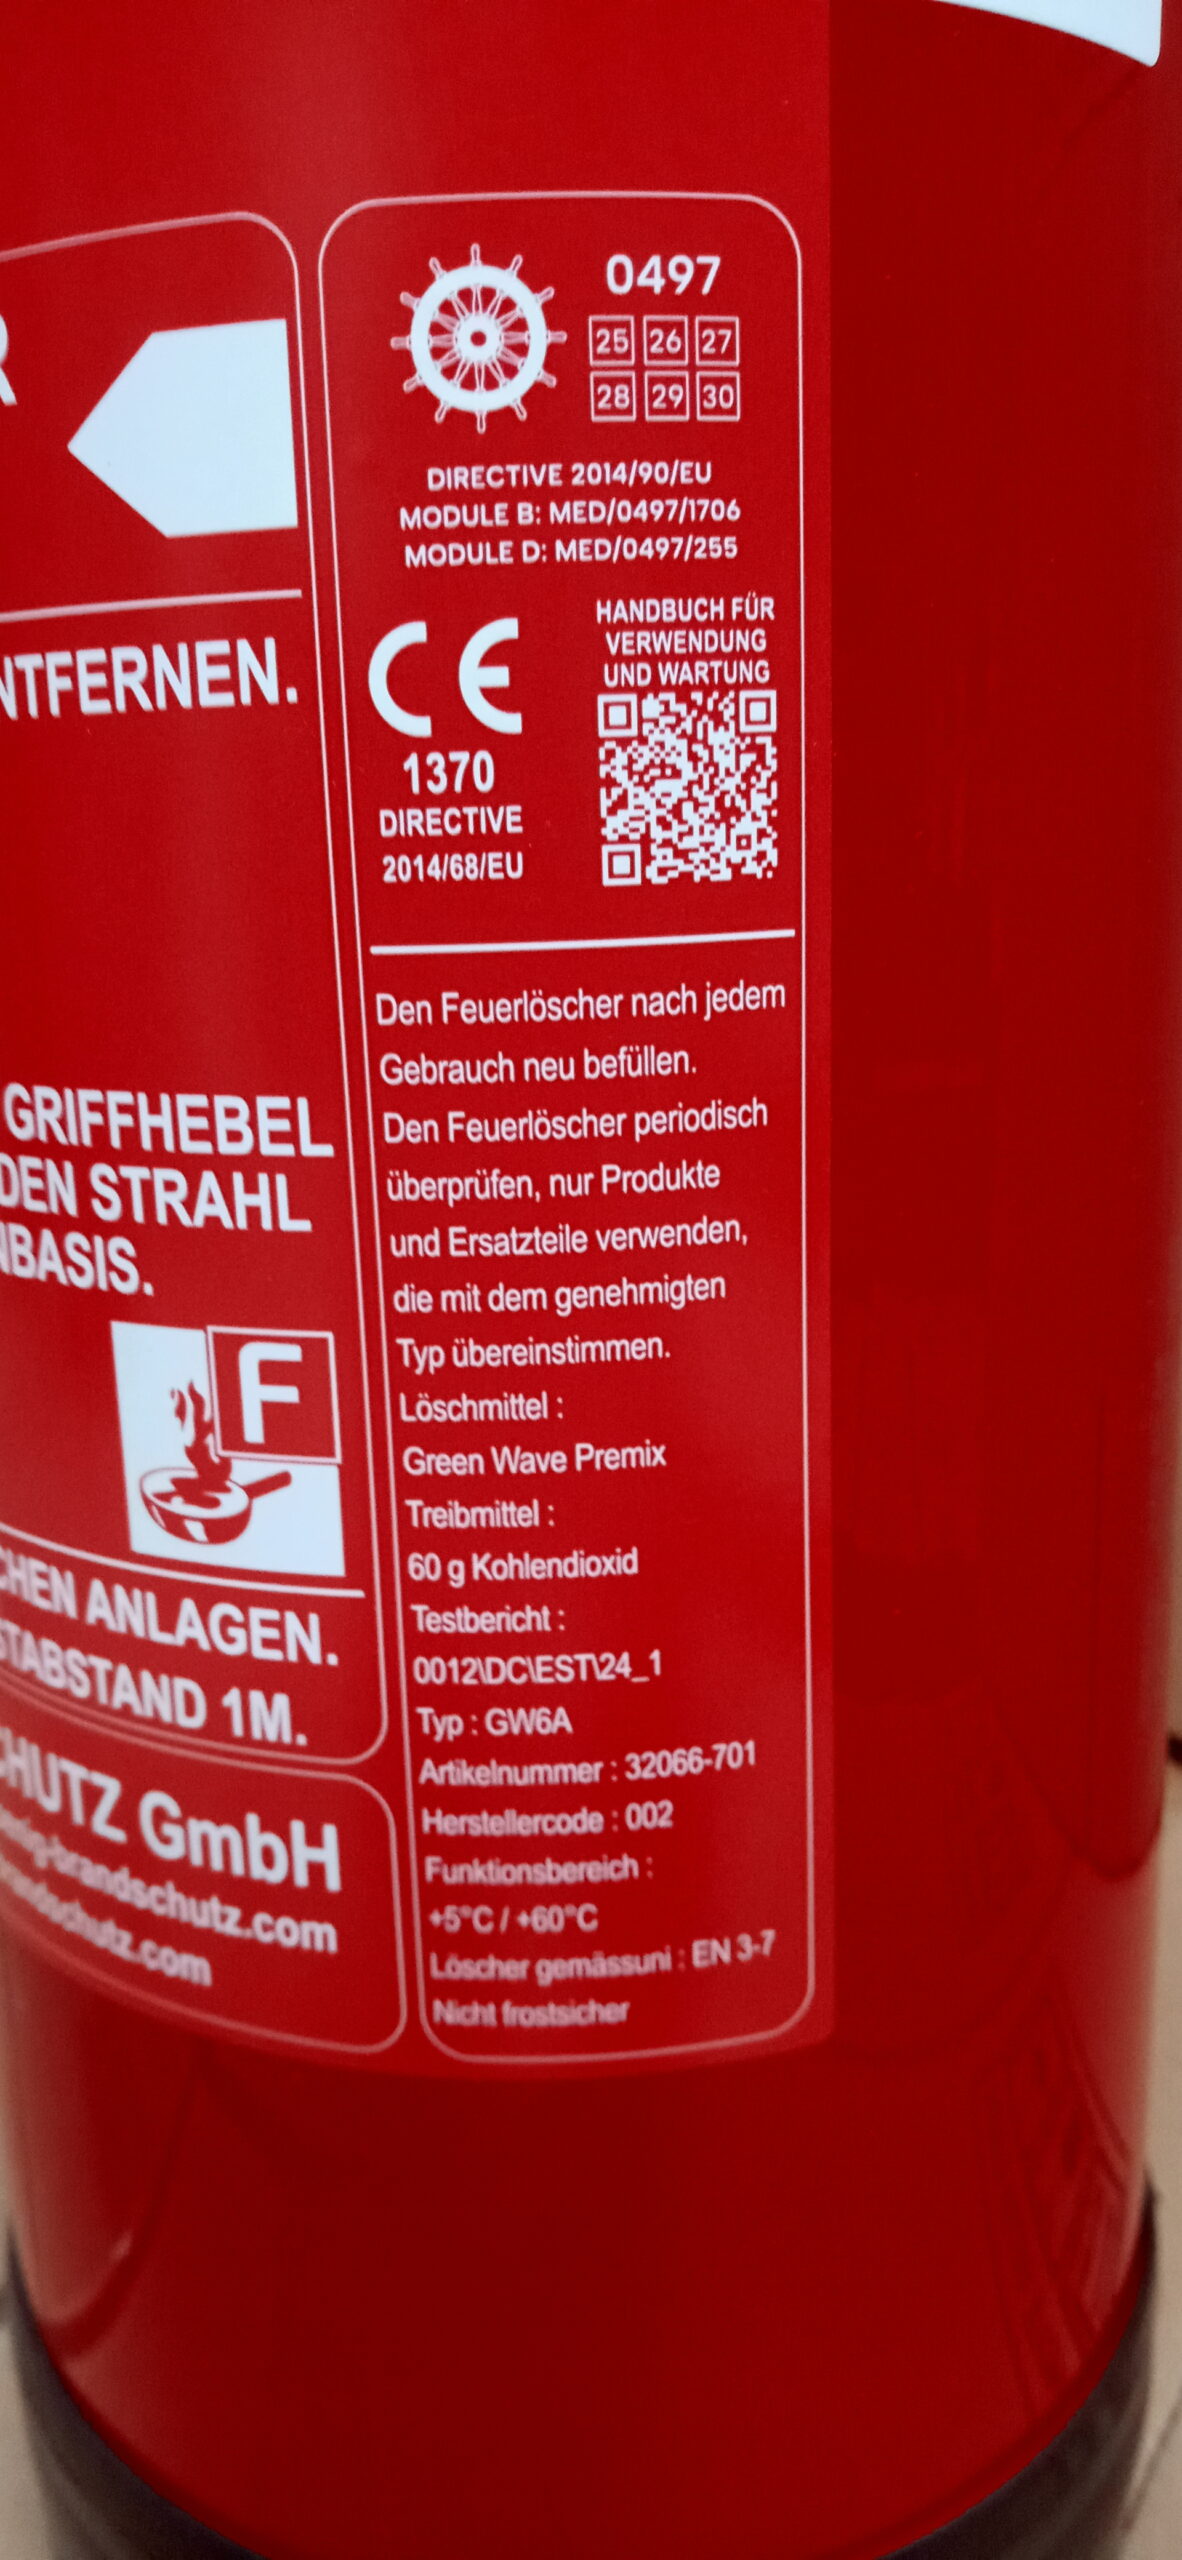 R
NTFERNEN.
GRIFFHEBEL
DEN STRAHL
NBASIS.
F
CHEN ANLAGEN.
STABSTAND 1M.
CHUTZ GmbH
brandschutz.com
schutz.com
0497
25 26 27
28 29 30
DIRECTIVE 2014/90/EU
MODULE B: MED/0497/1706
MODULE D: MED/0497/255
CE
1370
DIRECTIVE
2014/68/EU
HANDBUCH FÜR
VERWENDUNG
UND WARTUNG
Den Feuerlöscher nach jedem
Gebrauch neu befüllen.
Den Feuerlöscher periodisch
überprüfen, nur Produkte
und Ersatzteile verwenden,
die mit dem genehmigten
Typ übereinstimmen.
Löschmittel :
Green Wave Premix
Treibmittel :
60 g Kohlendioxid
Testbericht :
0012\DC\EST\24_1
Typ : GW6A
Artikelnummer : 32066-701
Herstellercode : 002
Funktionsbereich :
+5°C / +60°C
Löscher gemässuni : EN 3-7
Nicht frostsicher